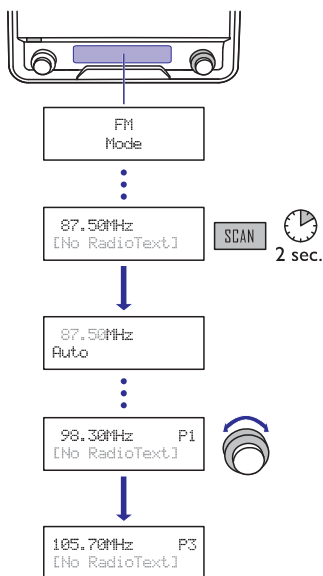 FM
Mode
87.50MHz
[No RadioText]
SCAN
2 sec.
87.50MHz
Auto
98.30MHz P1
[No RadioText]
105.70MHz P3
[No RadioText]